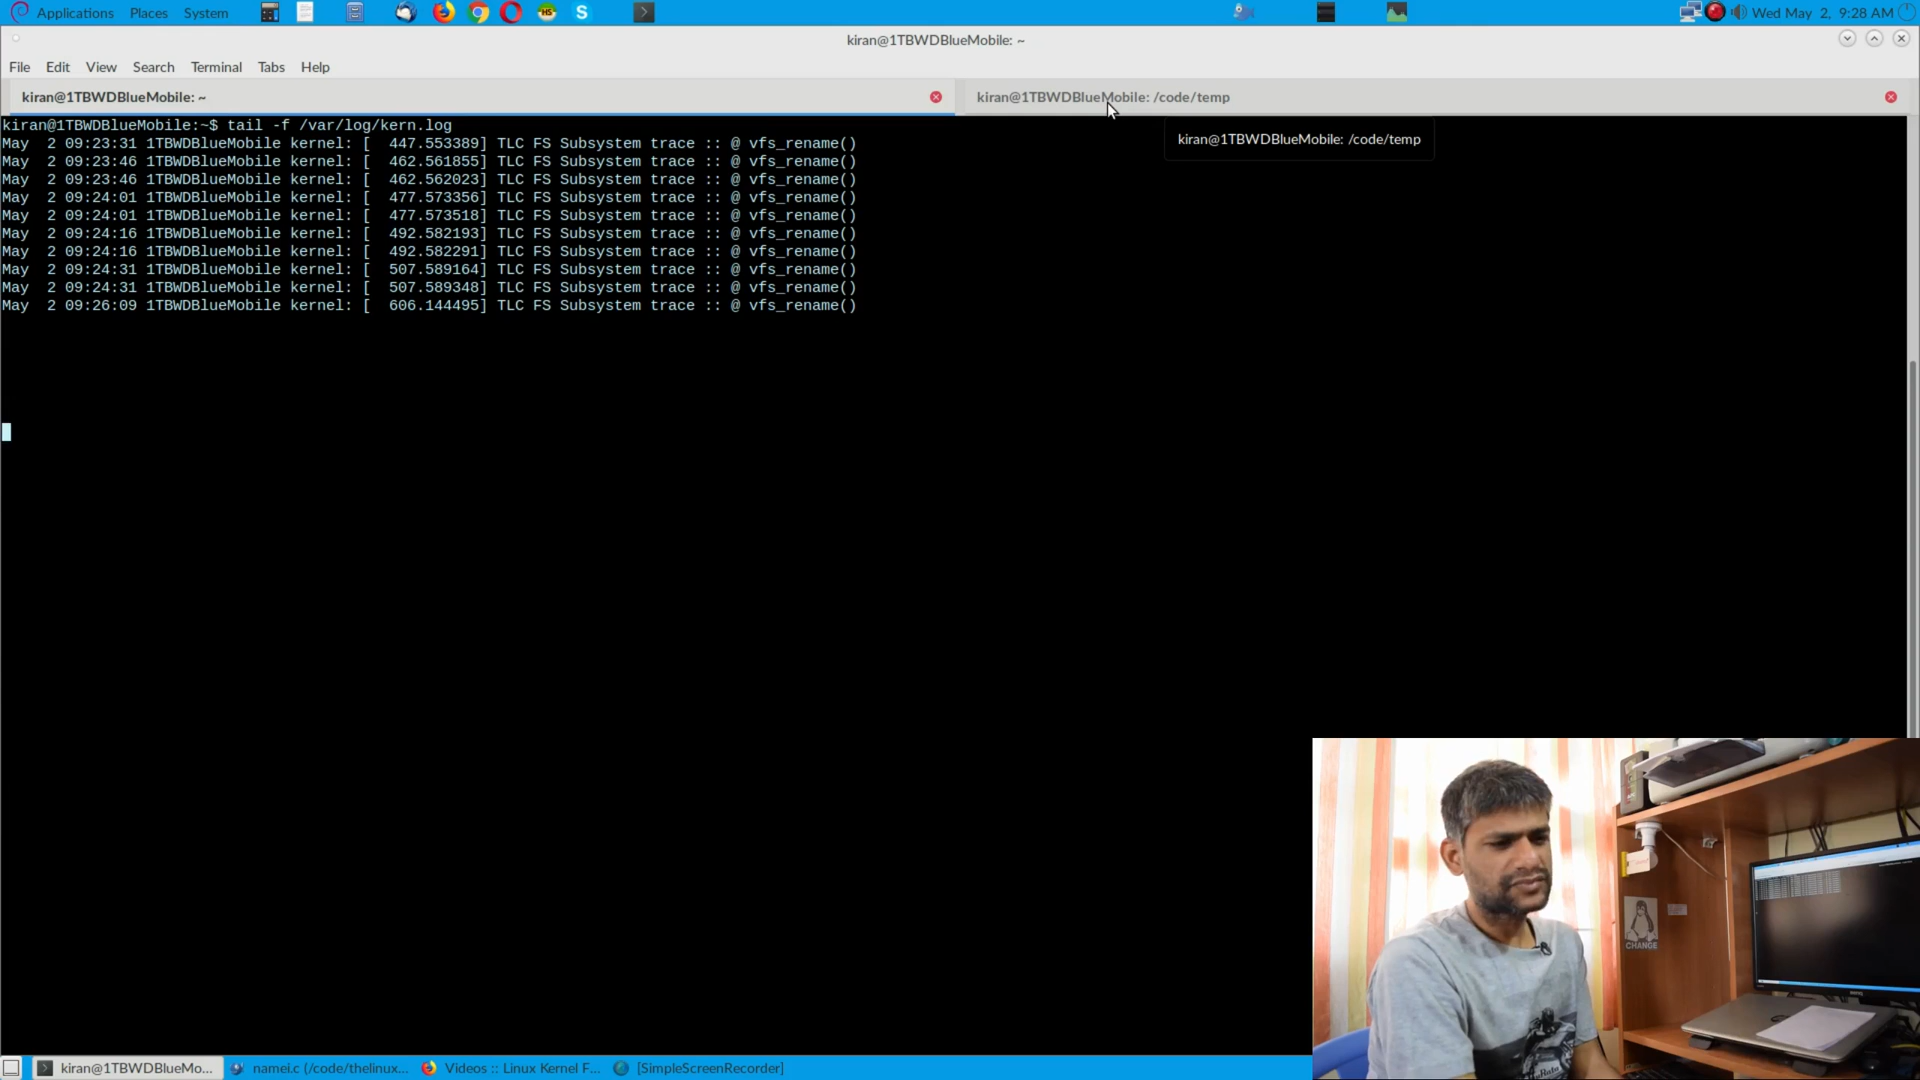 Applications Places System
Wed May 2, 9:28 AM
kiran@1TBWDBlueMobile: ~
File Edit View Search Terminal Tabs Help
kiran@1TBWDBlueMobile: ~
kiran@1TBWDBlueMobile: /code/temp
kiran@1TBWDBlueMobile: /code/temp
kiran@1TBWDBlueMobile:~$ tail -f /var/log/kern.log
May  2 09:23:31 1TBWDBlueMobile kernel: [  447.553389] TLC FS Subsystem trace :: @ vfs_rename()
May  2 09:23:46 1TBWDBlueMobile kernel: [  462.561855] TLC FS Subsystem trace :: @ vfs_rename()
May  2 09:23:46 1TBWDBlueMobile kernel: [  462.562023] TLC FS Subsystem trace :: @ vfs_rename()
May  2 09:24:01 1TBWDBlueMobile kernel: [  477.573356] TLC FS Subsystem trace :: @ vfs_rename()
May  2 09:24:01 1TBWDBlueMobile kernel: [  477.573518] TLC FS Subsystem trace :: @ vfs_rename()
May  2 09:24:16 1TBWDBlueMobile kernel: [  492.582193] TLC FS Subsystem trace :: @ vfs_rename()
May  2 09:24:16 1TBWDBlueMobile kernel: [  492.582291] TLC FS Subsystem trace :: @ vfs_rename()
May  2 09:24:31 1TBWDBlueMobile kernel: [  507.589164] TLC FS Subsystem trace :: @ vfs_rename()
May  2 09:24:31 1TBWDBlueMobile kernel: [  507.589348] TLC FS Subsystem trace :: @ vfs_rename()
May  2 09:26:09 1TBWDBlueMobile kernel: [  606.144495] TLC FS Subsystem trace :: @ vfs_rename()
CHANGE
kiran@1TBWDBlueMo...
namei.c (/code/thelinux...
Videos :: Linux Kernel F...
[SimpleScreenRecorder]